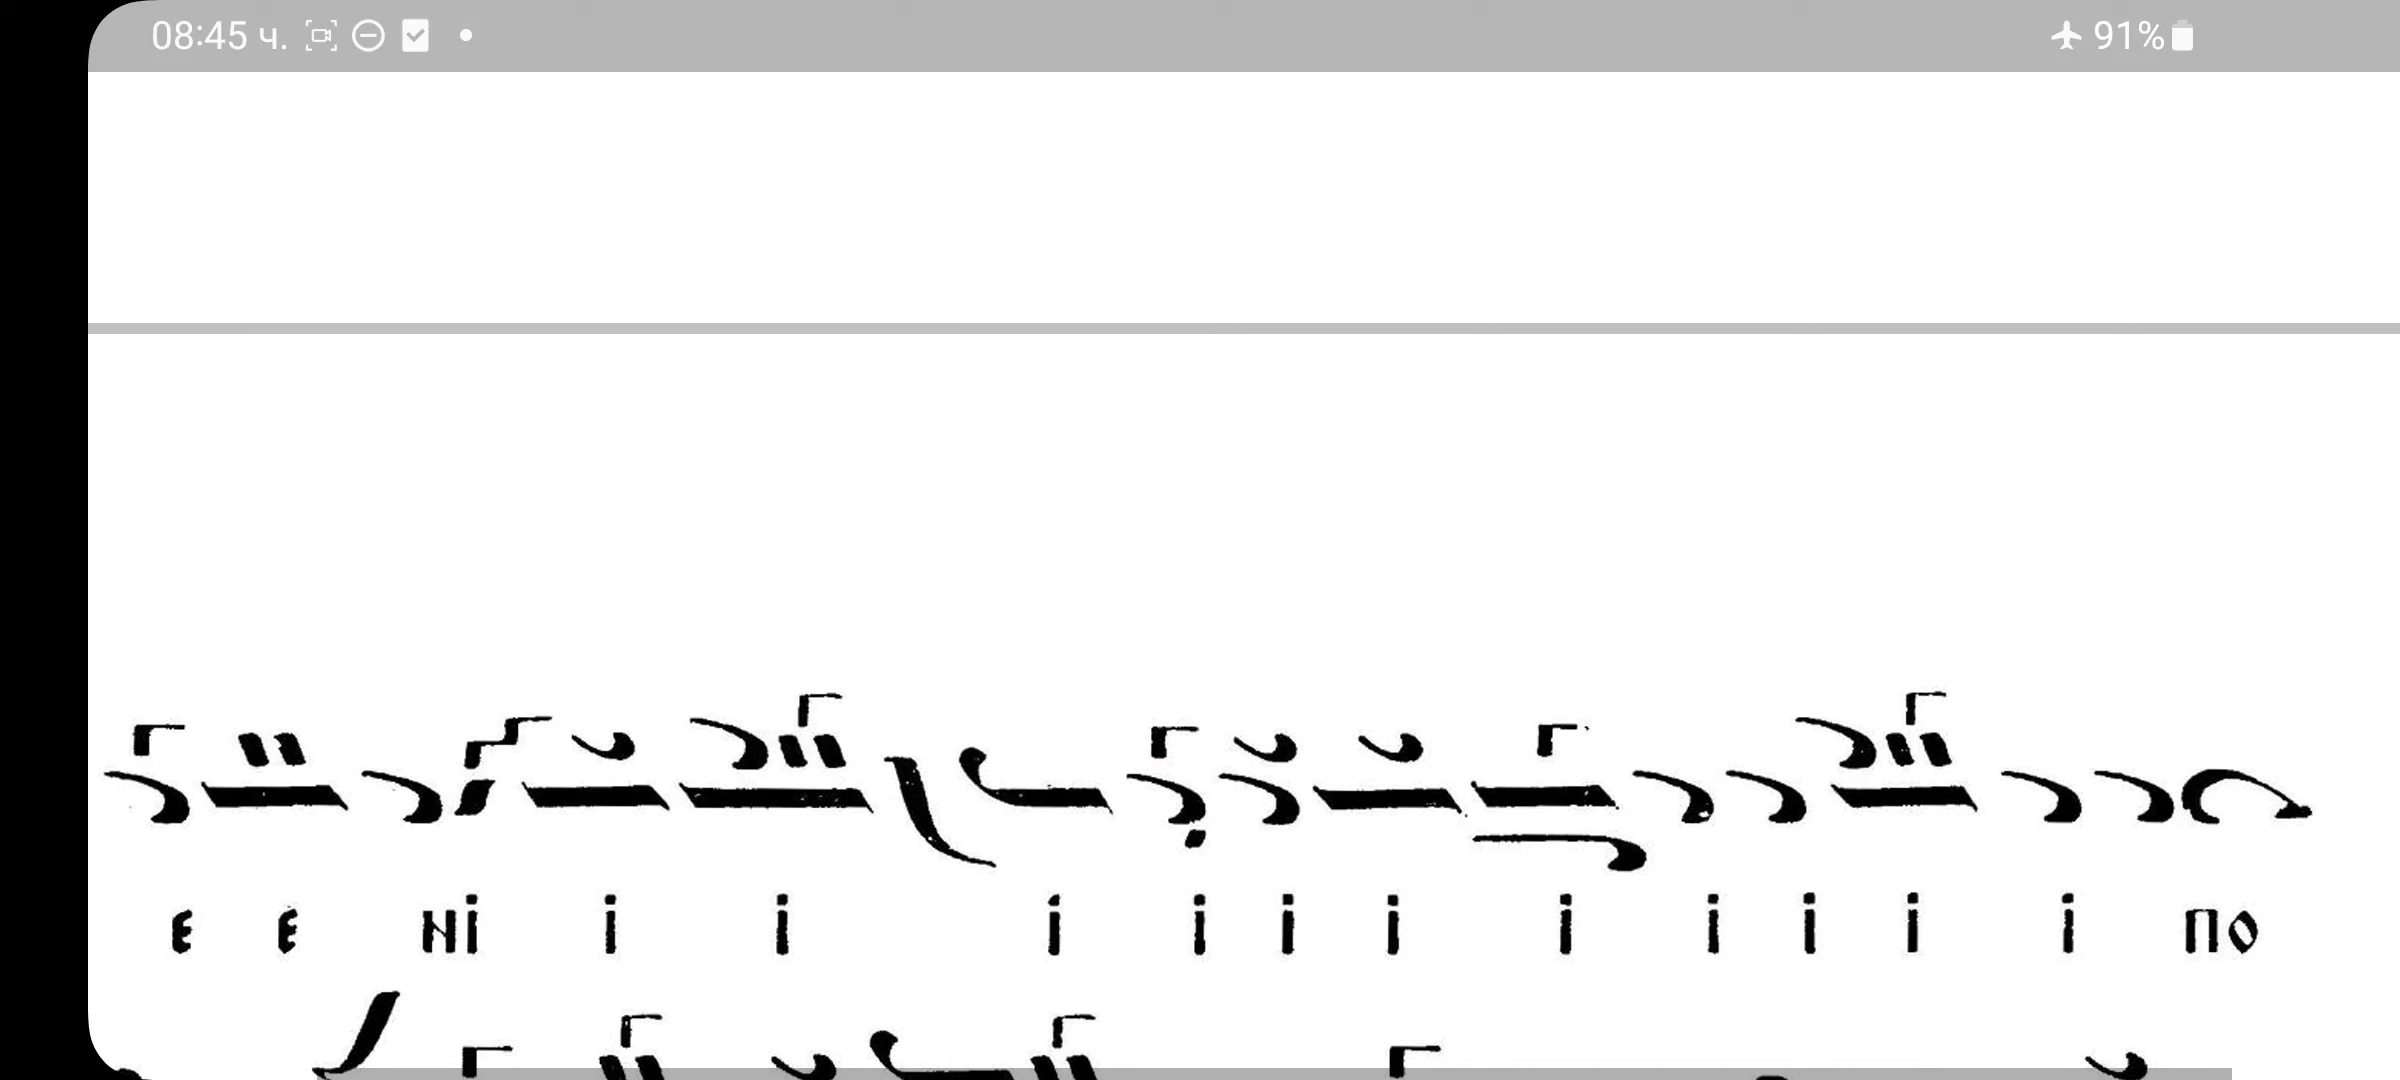 08:45 ч. 91%
є є ні і і і і і і і і і і і по